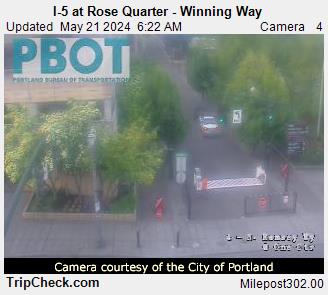 I-5 at Rose Quarter - Winning Way
Updated May 21 2024 6:22 AM Camera 4
PBOT
PORTLAND BUREAU OF TRANSPORTATION
Camera courtesy of the City of Portland
TripCheck.com Milepost302.00